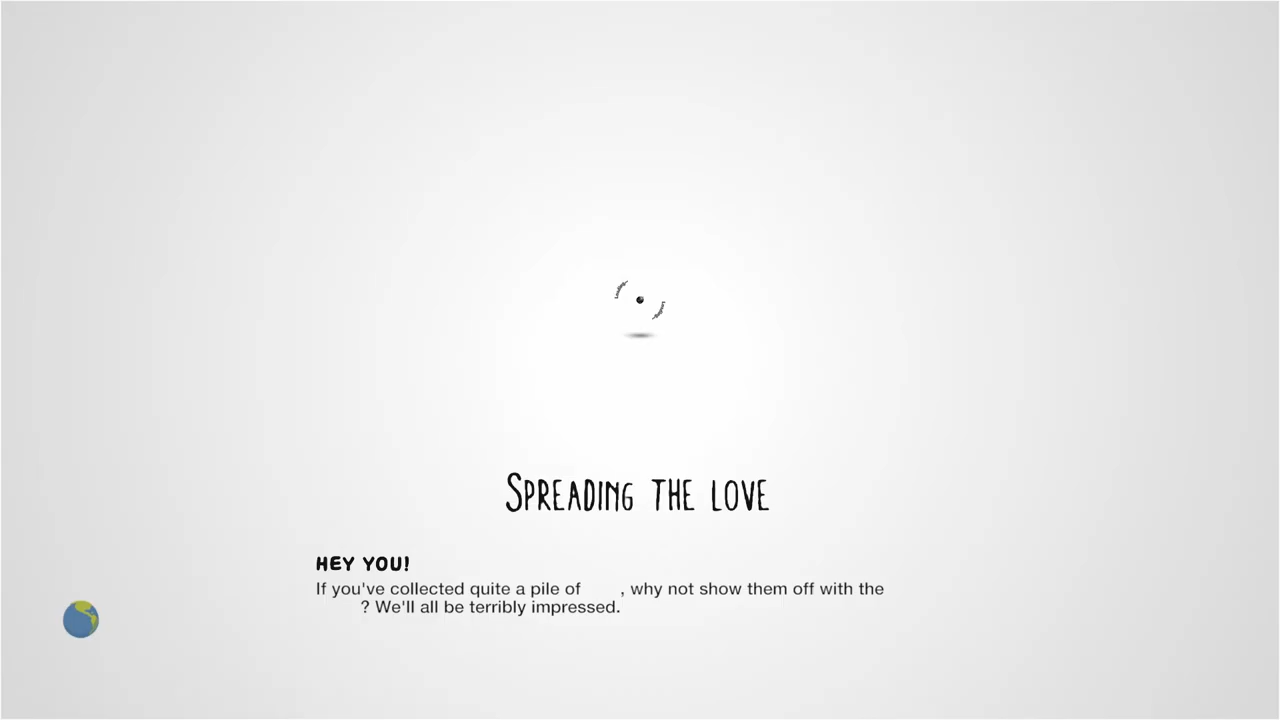 Spreading the love
HEY YOU!
If you've collected quite a pile of , why not show them off with the
? We'll all be terribly impressed.